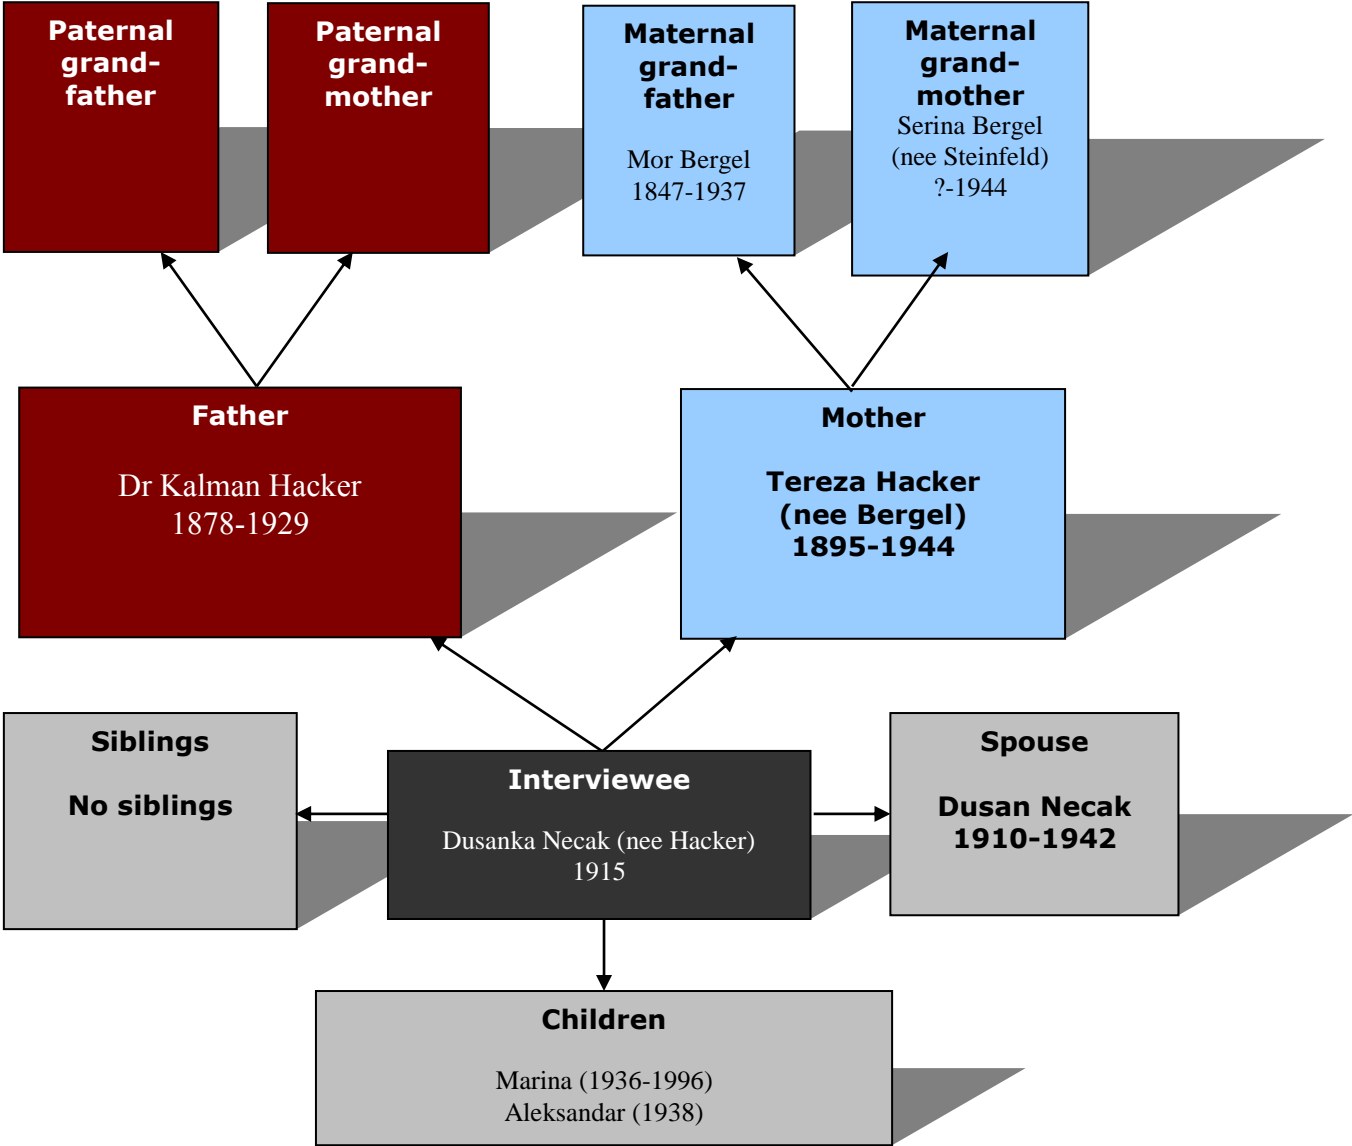 Paternal
grand-
father
Paternal
grand-
mother
Maternal
grand-
father
Mor Bergel
1847-1937
Maternal
grand-
mother
Serina Bergel
(nee Steinfeld)
?-1944
Father
Dr Kalman Hacker
1878-1929
Mother
Tereza Hacker
(nee Bergel)
1895-1944
Siblings
No siblings
Interviewee
Dusanka Necak (nee Hacker)
1915
Spouse
Dusan Necak
1910-1942
Children
Marina (1936-1996)
Aleksandar (1938)